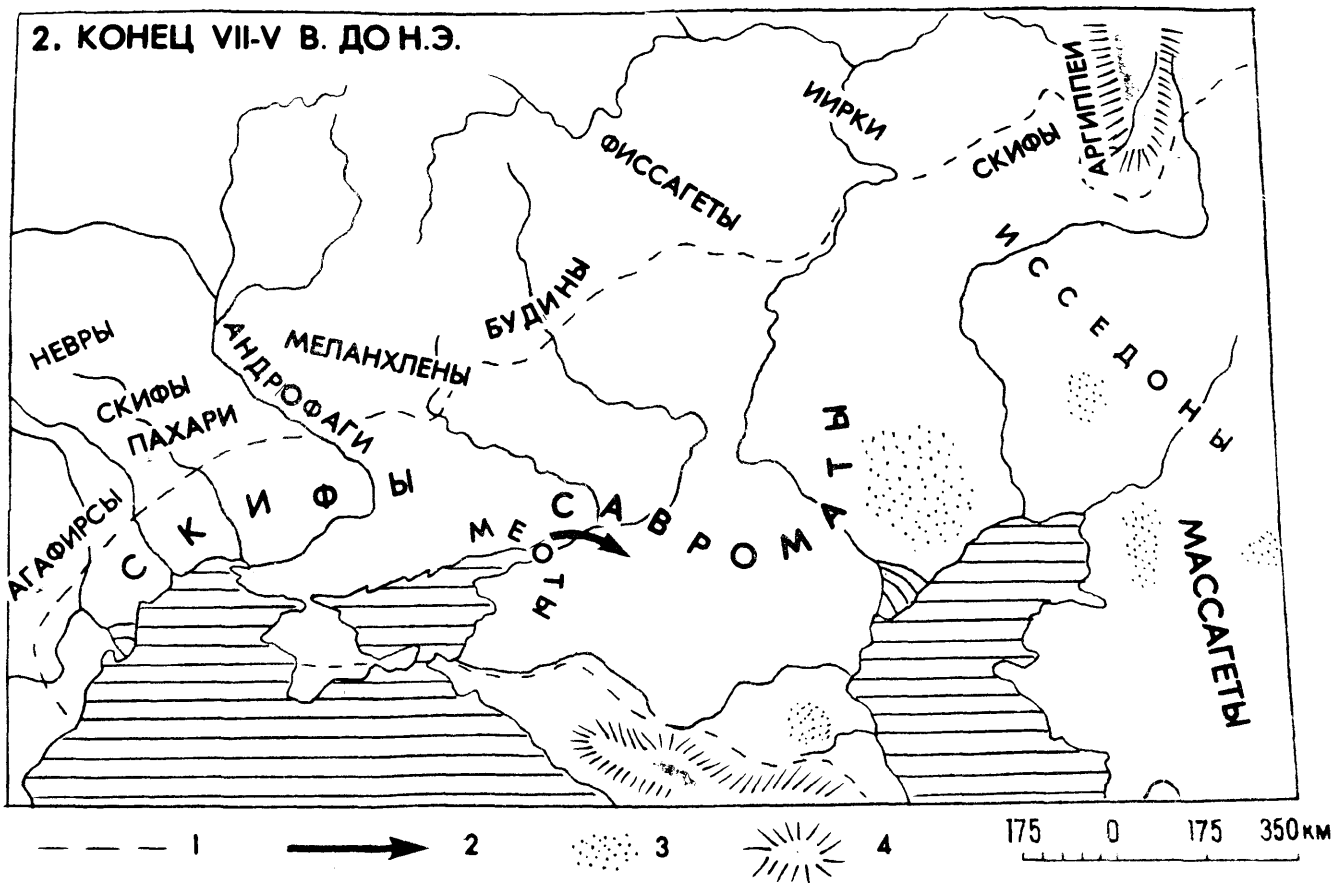 2. КОНЕЦ VII-V В. ДО Н.Э.
ИИРКИ
АРГИППЕИ
СКИФЫ
ФИССАГЕТЫ
ИССЕДОНЫ
БУДИНЫ
НЕВРЫ
АНДРОФАГИ
МЕЛАНХЛЕНЫ
СКИФЫ
ПАХАРИ
СКИФЫ
АГАФИРСЫ
МЕОТЫ
САВРОМАТЫ
МАССАГЕТЫ
1 2 3 4
175 0 175 350 КМ